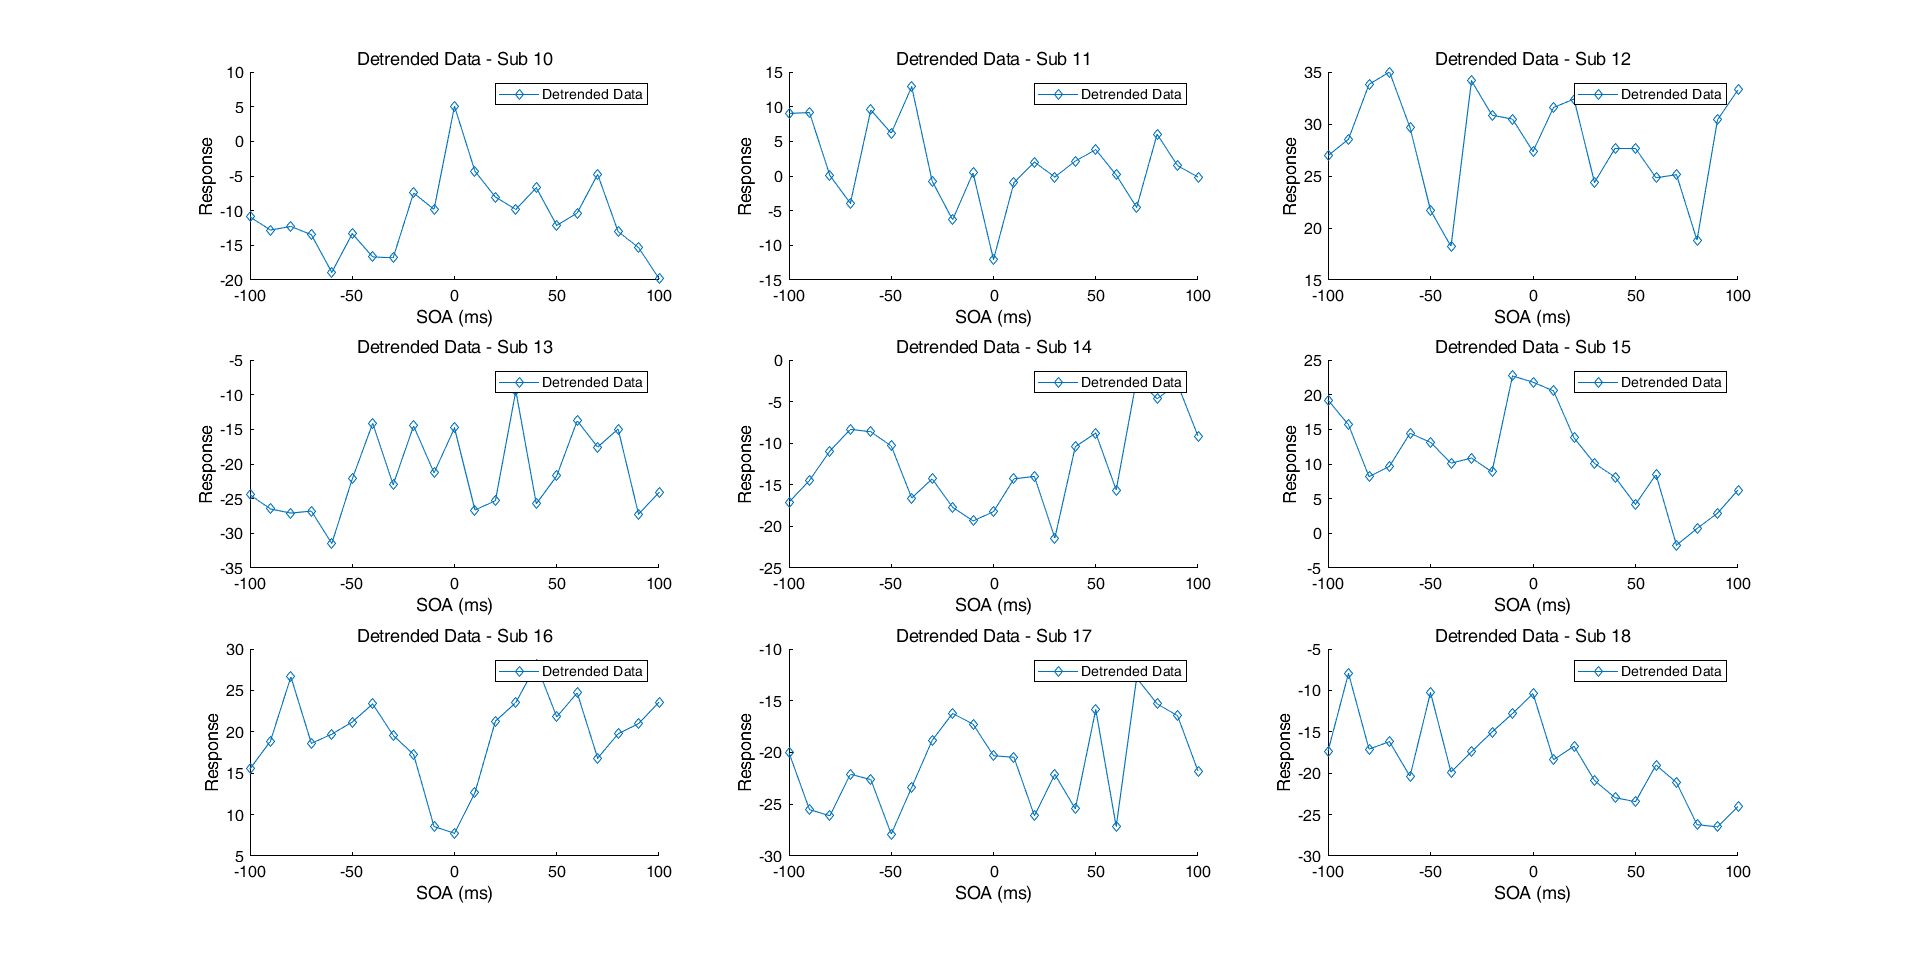 Detrended Data - Sub 10
Detrended Data
10
5
0
-5
-10
-15
-20
Response
-100
-50
0
50
100
SOA (ms)
Detrended Data - Sub 11
Detrended Data
15
10
5
0
-5
-10
-15
Response
-100
-50
0
50
100
SOA (ms)
Detrended Data - Sub 12
Detrended Data
35
30
25
20
15
Response
-100
-50
0
50
100
SOA (ms)
Detrended Data - Sub 13
Detrended Data
-5
-10
-15
-20
-25
-30
-35
Response
-100
-50
0
50
100
SOA (ms)
Detrended Data - Sub 14
Detrended Data
0
-5
-10
-15
-20
-25
Response
-100
-50
0
50
100
SOA (ms)
Detrended Data - Sub 15
Detrended Data
25
20
15
10
5
0
-5
Response
-100
-50
0
50
100
SOA (ms)
Detrended Data - Sub 16
Detrended Data
30
25
20
15
10
5
Response
-100
-50
0
50
100
SOA (ms)
Detrended Data - Sub 17
Detrended Data
-10
-15
-20
-25
-30
Response
-100
-50
0
50
100
SOA (ms)
Detrended Data - Sub 18
Detrended Data
-5
-10
-15
-20
-25
-30
Response
-100
-50
0
50
100
SOA (ms)